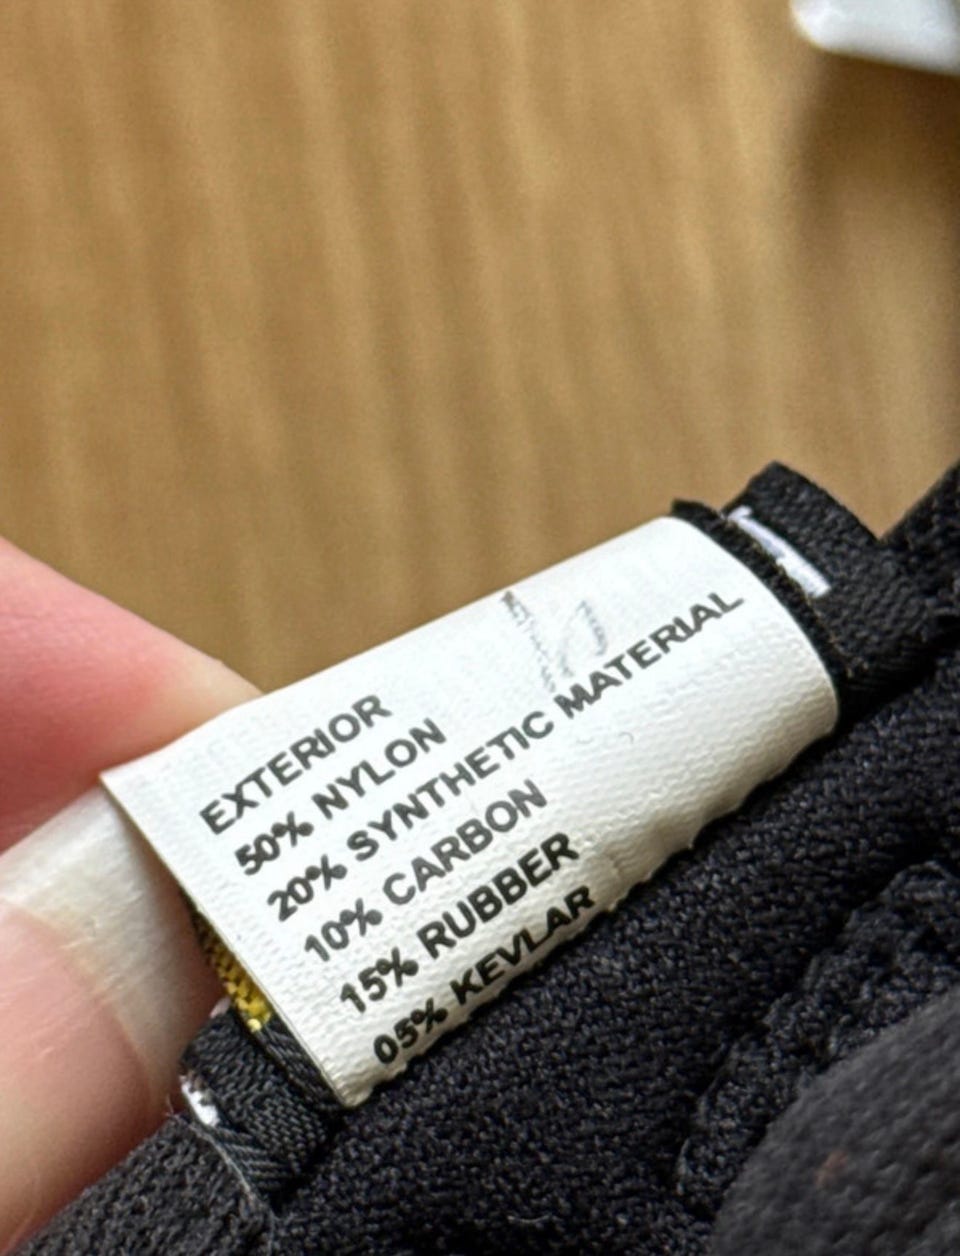 EXTERIOR
50% NYLON
20% SYNTHETIC MATERIAL
10% CARBON
15% RUBBER
05% KEVLAR